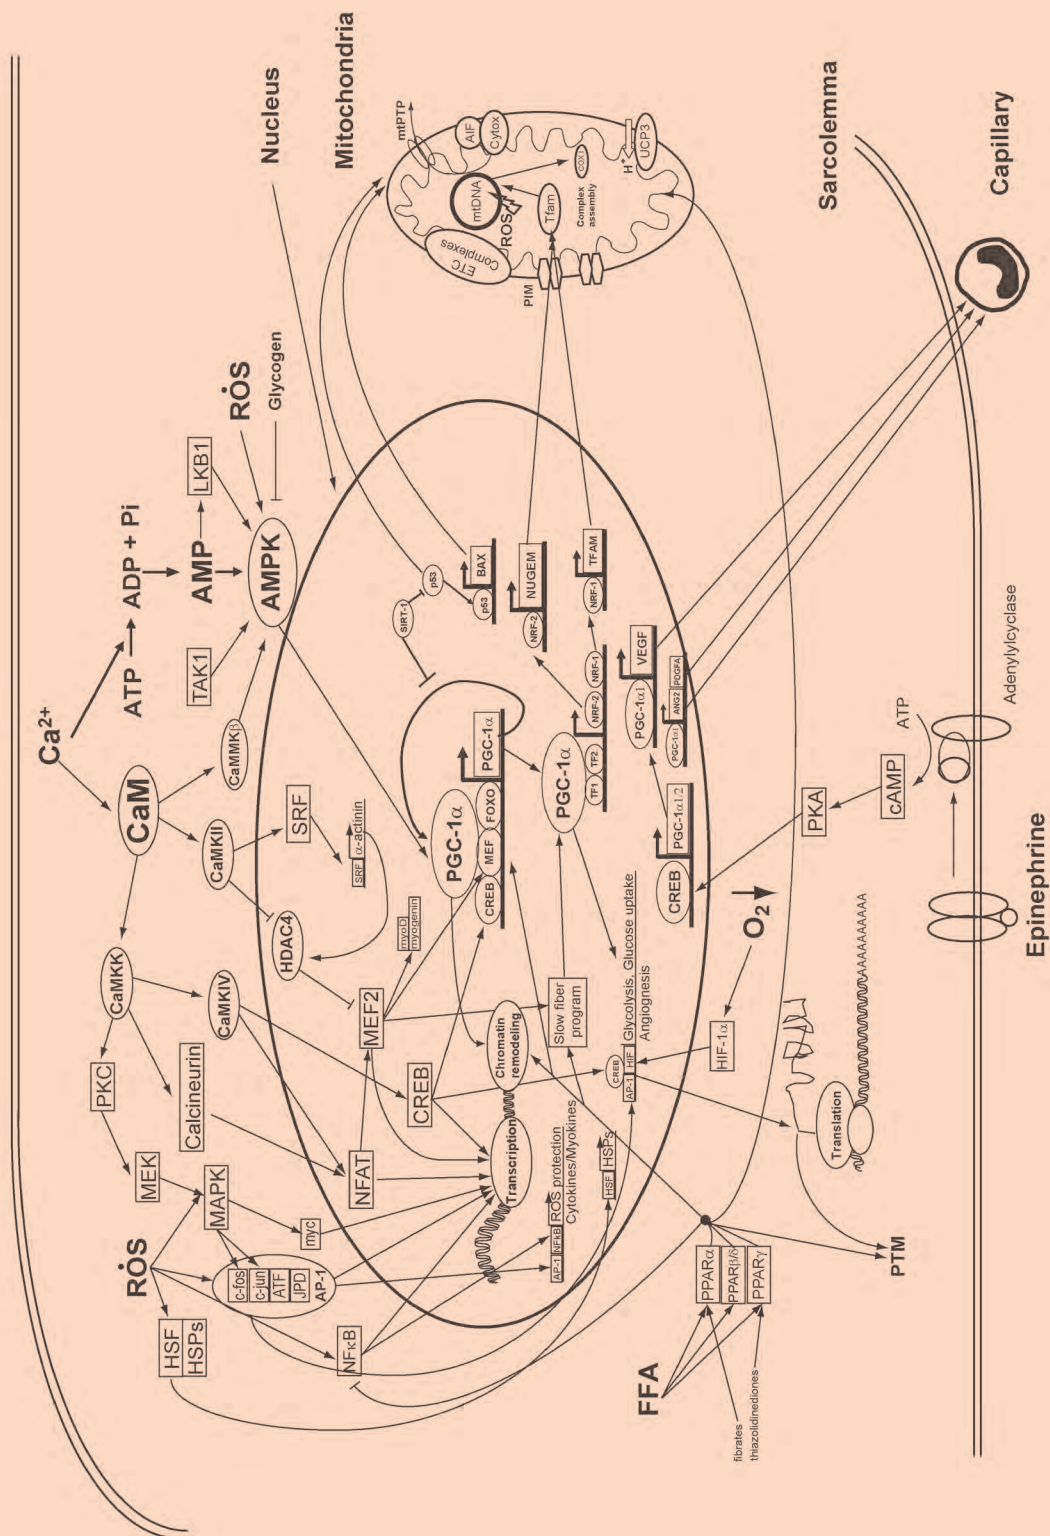 Ca2+
ATP
ADP + Pi
AMP
LKB1
ROS
Glycogen
TAK1
AMPK
CaM
CaMMKβ
CaMKII
SRF
SRF
α-actinin
CaMKK
CaMKIV
HDAC4
PKC
Calcineurin
MEK
MAPK
myc
ROS
c-fos
c-jun
ATF
JPD
AP-1
HSF
HSPs
NFκB
NFAT
MEF2
myoD
myogenin
CREB
Nucleus
Mitochondria
mtPTP
AIF
Cytox
mtDNA
ROS
ETC
Complexes
Tfam
COX
Complex
assembly
H+
UCP3
PIM
SIRT-1
p53
p53
BAX
NRF-2
NUGEM
NRF-1
TFAM
PGC-1α
CREB
MEF
FOXO
PGC-1α
PGC-1α
TF1
TF2
NRF-2
NRF-1
PGC-1α1
VEGF
PGC-1α1
ANG2
PDGFA
CREB
PGC-1α1/2
Transcription
Chromatin
remodeling
Slow fiber
program
CREB
AP-1
HIF
Glycolysis, Glucose uptake
Angiognesis
AP-1
NFkB
ROS protection
Cytokines/Myokines
HSF
HSPs
O2
HIF-1α
PKA
cAMP
ATP
Adenylylcyclase
Epinephrine
Sarcolemma
Capillary
Translation
AAAAAAAAAAAA
PTM
PPARα
PPARβ/δ
PPARγ
FFA
fibrates
thiazolidinediones